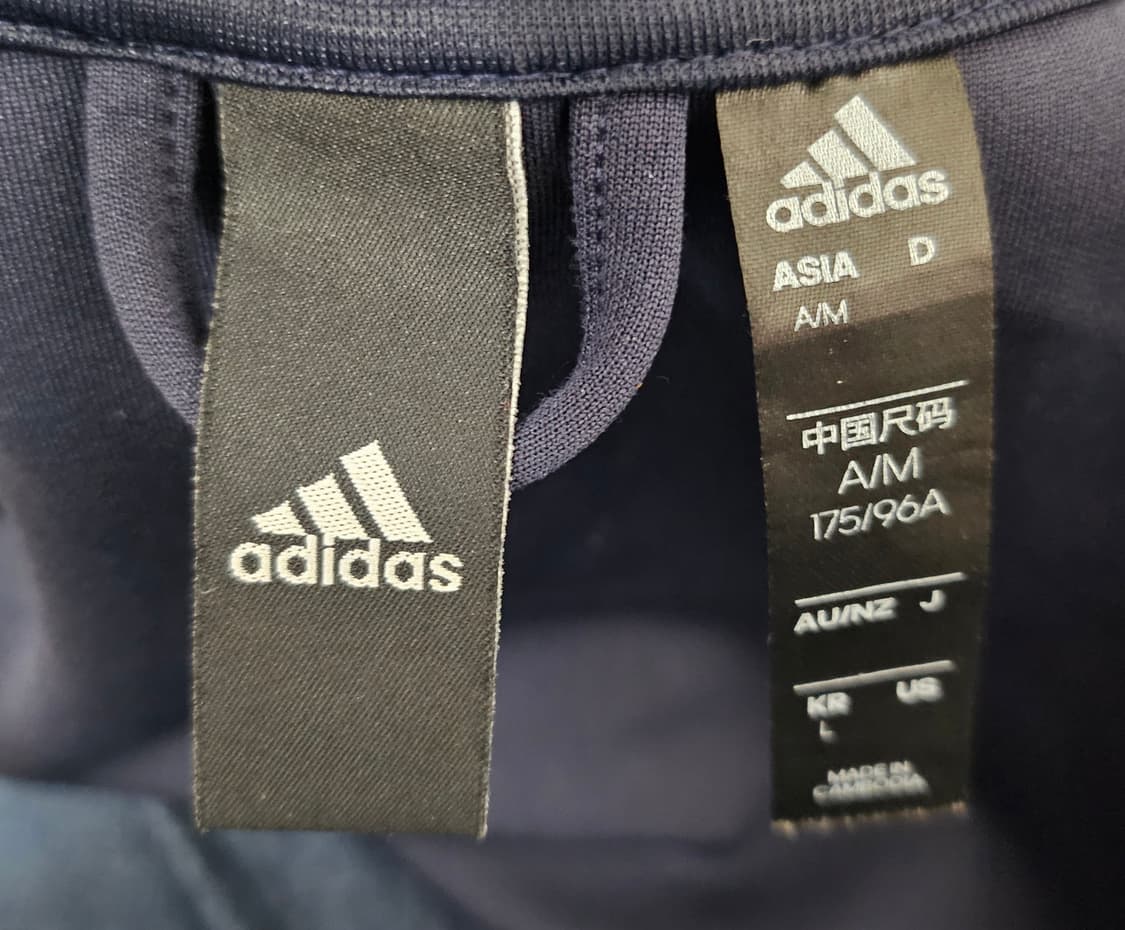 adidas
adidas
ASIA D
A/M
中国尺码
A/M
175/96A
AU/NZ J
KR US
L
MADE IN
CAMBODIA